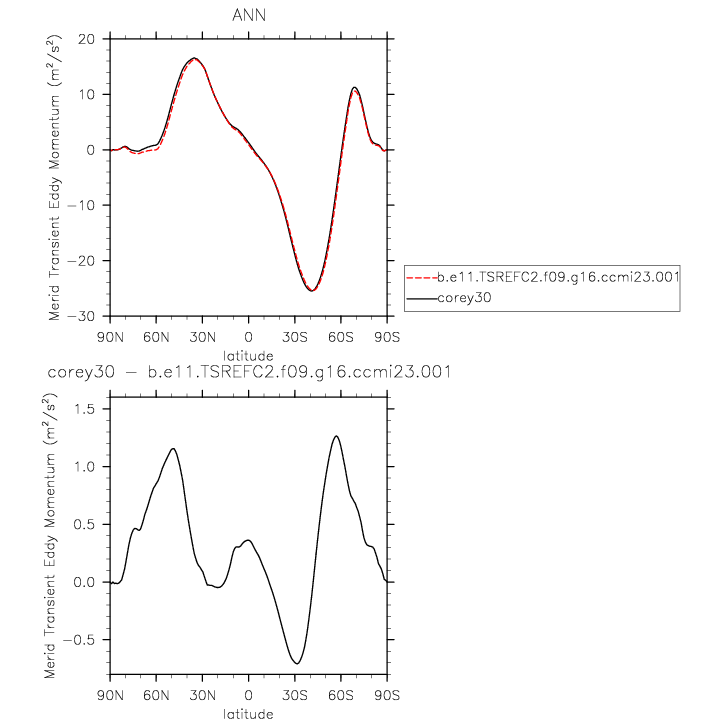 ANN
Merid Transient Eddy Momentum (m²/s²)
20
10
0
−10
−20
−30
90N 60N 30N 0 30S 60S 90S
latitude
b.e11.TSREFC2.f09.g16.ccmi23.001
corey30
corey30 − b.e11.TSREFC2.f09.g16.ccmi23.001
Merid Transient Eddy Momentum (m²/s²)
1.5
1.0
0.5
0.0
−0.5
90N 60N 30N 0 30S 60S 90S
latitude